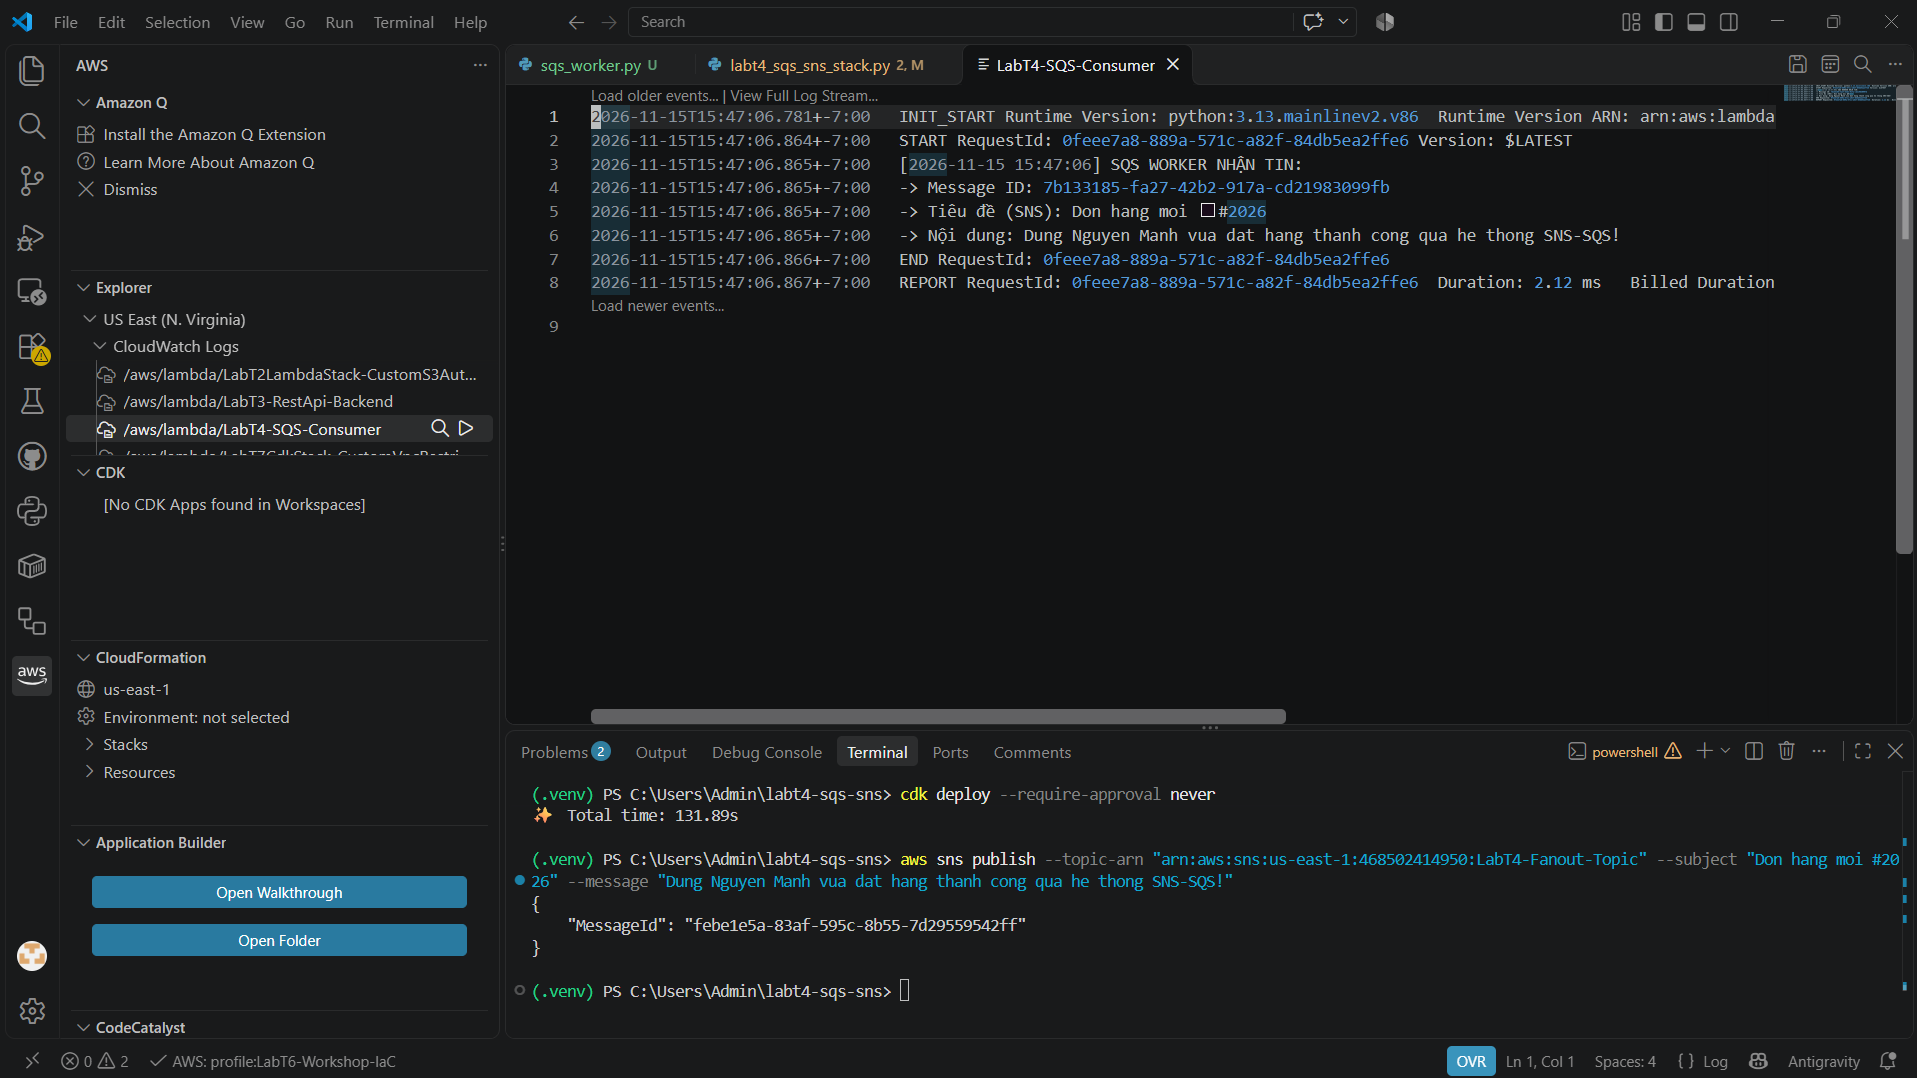 File Edit Selection View Go Run Terminal Help
Search
AWS
Amazon Q
Install the Amazon Q Extension
Learn More About Amazon Q
Dismiss
Explorer
US East (N. Virginia)
CloudWatch Logs
/aws/lambda/LabT2LambdaStack-CustomS3Aut...
/aws/lambda/LabT3-RestApi-Backend
/aws/lambda/LabT4-SQS-Consumer
CDK
[No CDK Apps found in Workspaces]
CloudFormation
us-east-1
Environment: not selected
Stacks
Resources
Application Builder
Open Walkthrough
Open Folder
CodeCatalyst
aws
sqs_worker.py U
labt4_sqs_sns_stack.py 2, M
LabT4-SQS-Consumer
Load older events... | View Full Log Stream...
1 2026-11-15T15:47:06.781+-7:00 INIT_START Runtime Version: python:3.13.mainlinev2.v86 Runtime Version ARN: arn:aws:lambda
2 2026-11-15T15:47:06.864+-7:00 START RequestId: 0feee7a8-889a-571c-a82f-84db5ea2ffe6 Version: $LATEST
3 2026-11-15T15:47:06.865+-7:00 [2026-11-15 15:47:06] SQS WORKER NHẬN TIN:
4 2026-11-15T15:47:06.865+-7:00 -> Message ID: 7b133185-fa27-42b2-917a-cd21983099fb
5 2026-11-15T15:47:06.865+-7:00 -> Tiêu đề (SNS): Don hang moi #2026
6 2026-11-15T15:47:06.865+-7:00 -> Nội dung: Dung Nguyen Manh vua dat hang thanh cong qua he thong SNS-SQS!
7 2026-11-15T15:47:06.866+-7:00 END RequestId: 0feee7a8-889a-571c-a82f-84db5ea2ffe6
8 2026-11-15T15:47:06.867+-7:00 REPORT RequestId: 0feee7a8-889a-571c-a82f-84db5ea2ffe6 Duration: 2.12 ms Billed Duration
Load newer events...
9
Problems 2 Output Debug Console Terminal Ports Comments
powershell
(.venv) PS C:\Users\Admin\labt4-sqs-sns> cdk deploy --require-approval never
✨ Total time: 131.89s
(.venv) PS C:\Users\Admin\labt4-sqs-sns> aws sns publish --topic-arn "arn:aws:sns:us-east-1:468502414950:LabT4-Fanout-Topic" --subject "Don hang moi #20
26" --message "Dung Nguyen Manh vua dat hang thanh cong qua he thong SNS-SQS!"
{
"MessageId": "febe1e5a-83af-595c-8b55-7d29559542ff"
}
(.venv) PS C:\Users\Admin\labt4-sqs-sns>
0 2 AWS: profile:LabT6-Workshop-IaC
OVR Ln 1, Col 1 Spaces: 4 {} Log Antigravity